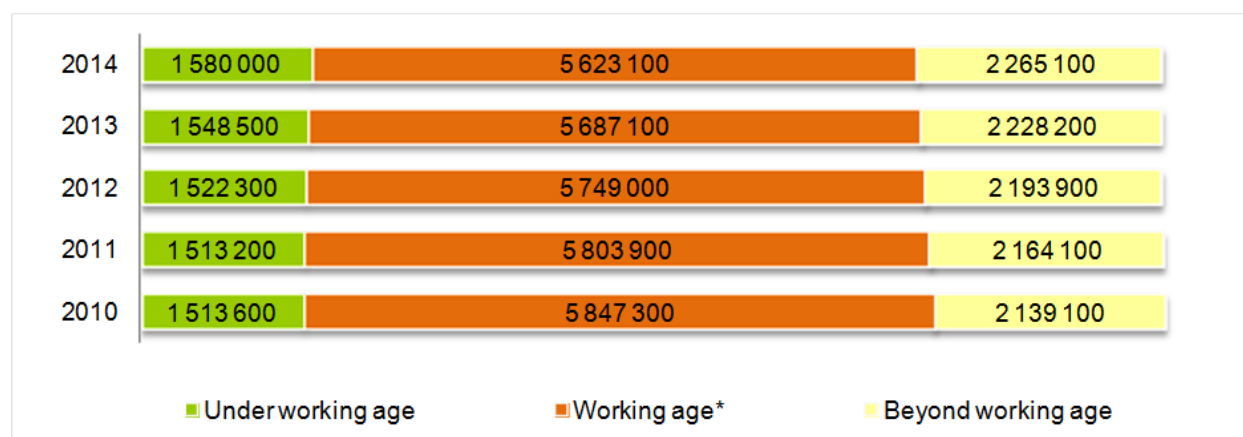 2014 1 580 000 5 623 100 2 265 100
2013 1 548 500 5 687 100 2 228 200
2012 1 522 300 5 749 000 2 193 900
2011 1 513 200 5 803 900 2 164 100
2010 1 513 600 5 847 300 2 139 100
Under working age Working age* Beyond working age